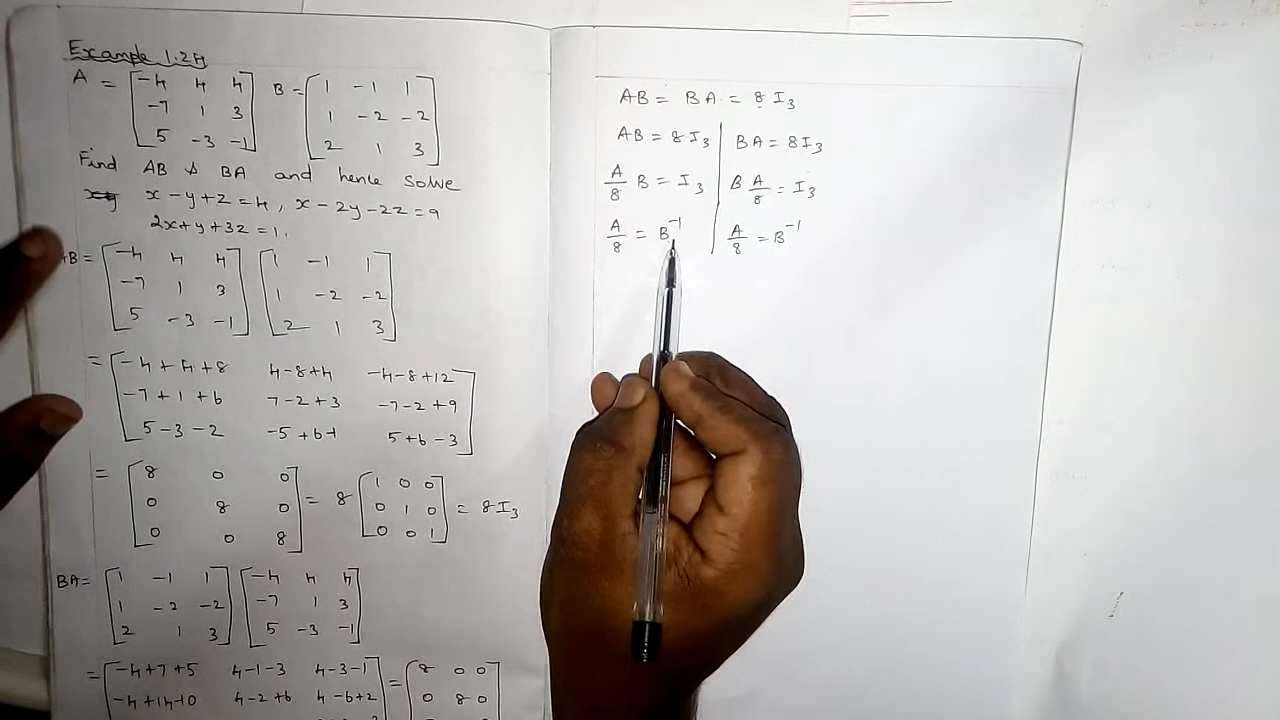 Example 1.24
A = [ -4 4 4 B = [ 1 -1 1
-7 1 3 1 -2 -2
5 -3 -1 ] 2 1 3 ]
Find AB & BA and hence solve
x - y + z = 4, x - 2y - 2z = 9
2x + y + 3z = 1.
AB = [ -4 4 4 [ 1 -1 1
-7 1 3 1 -2 -2
5 -3 -1 ] 2 1 3 ]
= [ -4 + 4 + 8 4 - 8 + 4 -4 - 8 + 12
-7 + 1 + 6 7 - 2 + 3 -7 - 2 + 9
5 - 3 - 2 -5 + 6 - 1 5 + 6 - 3 ]
= [ 8 0 0 = 8 [ 1 0 0
0 8 0 0 1 0 = 8 I₃
0 0 8 ] 0 0 1 ]
BA = [ 1 -1 1 [ -4 4 4
1 -2 -2 -7 1 3
2 1 3 ] 5 -3 -1 ]
= [ -4 + 7 + 5 4 - 1 - 3 4 - 3 - 1 = [ 8 0 0
-4 + 14 - 10 4 - 2 + 6 4 - 6 + 2 0 8 0
AB = BA = 8 I₃
AB = 8 I₃ | BA = 8 I₃
A/8 B = I₃ | B A/8 = I₃
A/8 = B⁻¹ | A/8 = B⁻¹